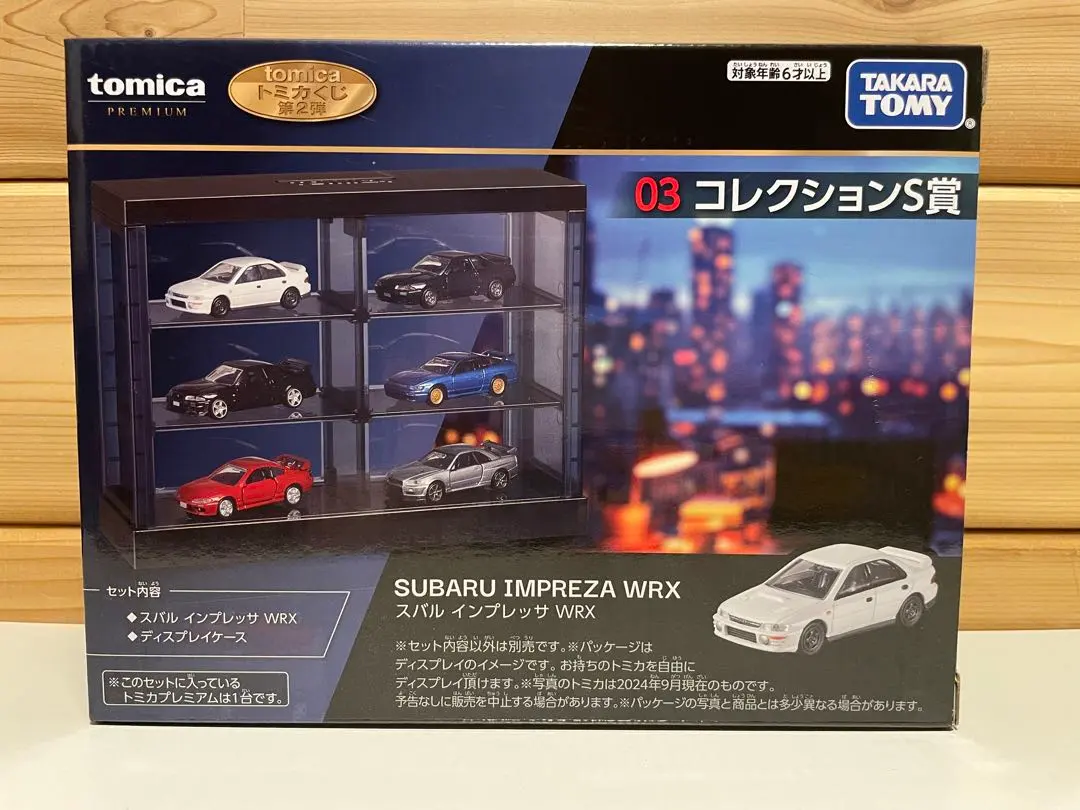 tomica
PREMIUM
tomica
トミカくじ
第2弾
対象年齢6才以上
TAKARA
TOMY
®
03 コレクションS賞
セット内容
◆スバル インプレッサ WRX
◆ディスプレイケース
※このセットに入っている
トミカプレミアムは1台です。
SUBARU IMPREZA WRX
スバル インプレッサ WRX
※セット内容以外は別売です。※パッケージは
ディスプレイのイメージです。お持ちのトミカを自由に
ディスプレイ頂けます。※写真のトミカは2024年9月現在のものです。
予告なしに販売を中止する場合があります。※パッケージの写真と商品とは多少異なる場合があります。